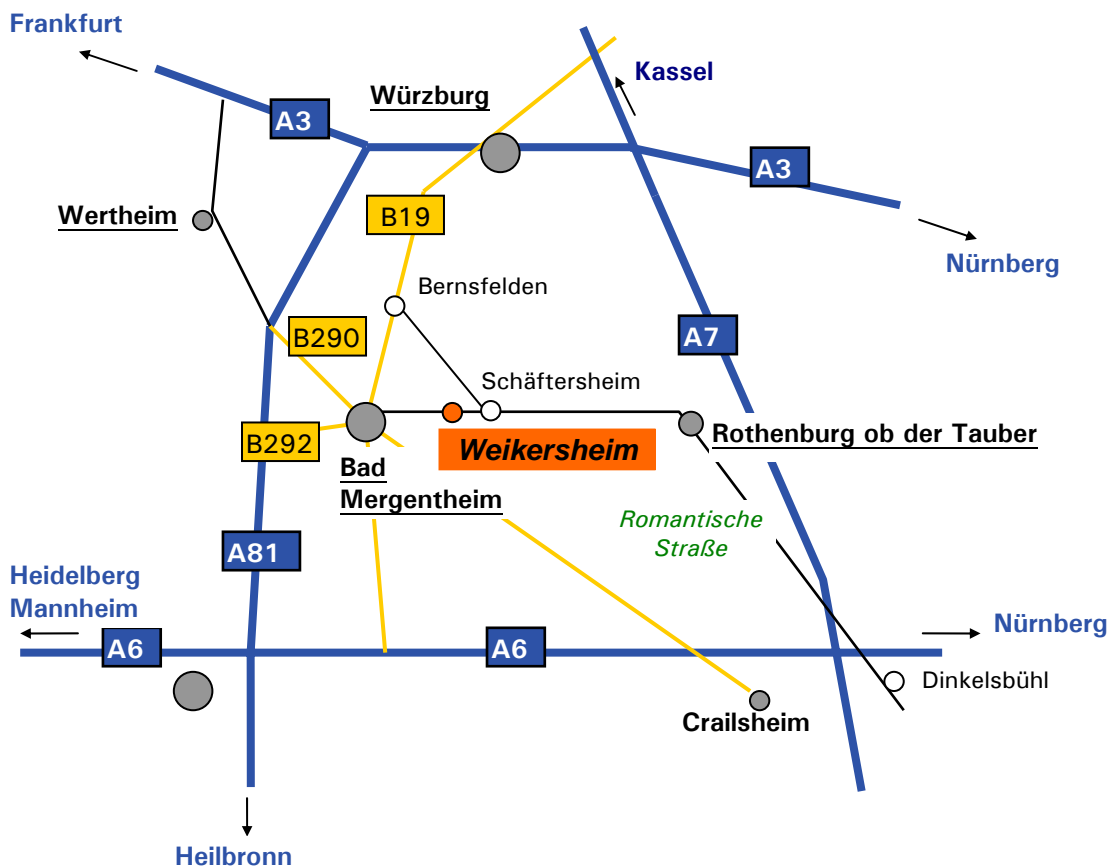 Frankfurt
Kassel
Würzburg
A3
A3
Wertheim
B19
Nürnberg
Bernsfelden
B290
A7
Schäftersheim
B292
Weikersheim
Rothenburg ob der Tauber
Bad
Mergentheim
Romantische
Straße
A81
Heidelberg
Mannheim
Nürnberg
A6
A6
Dinkelsbühl
Crailsheim
Heilbronn